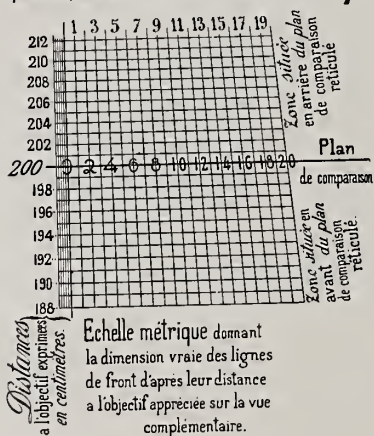 1 3 5 7 9 11 13 15 17 19
212
210
208
206
204
202
200 0 2 4 6 8 10 12 14 16 18 20
198
196
194
192
190
188
Zone située
en arrière du plan
de comparaison
réticulé
Plan
de comparaison
Zone située en
avant du plan
de comparaison
réticulé.
Distances
a l'objectif exprimées
en centimètres.
Echelle métrique donnant
la dimension vraie des lignes
de front d'après leur distance
a l'objectif appréciée sur la vue
complémentaire.